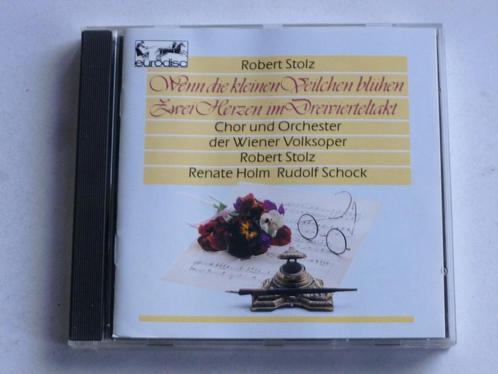 eurodisc
Robert Stolz
Wenn die kleinen Veilchen blühen
Zwei Herzen im Dreivierteltakt
Chor und Orchester
der Wiener Volksoper
Robert Stolz
Renate Holm Rudolf Schock